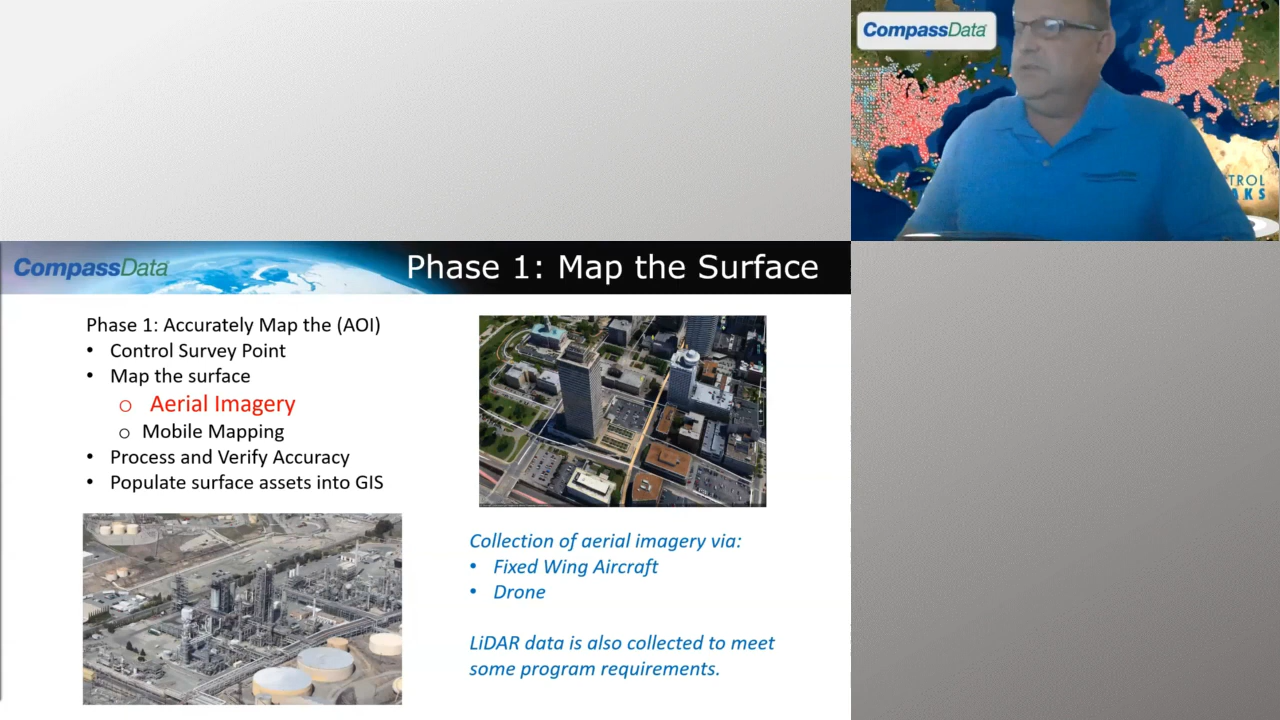 CompassData
TROL
AKS
CompassData
Phase 1: Map the Surface
Phase 1: Accurately Map the (AOI)
• Control Survey Point
• Map the surface
o Aerial Imagery
o Mobile Mapping
• Process and Verify Accuracy
• Populate surface assets into GIS
Collection of aerial imagery via:
• Fixed Wing Aircraft
• Drone
LiDAR data is also collected to meet
some program requirements.